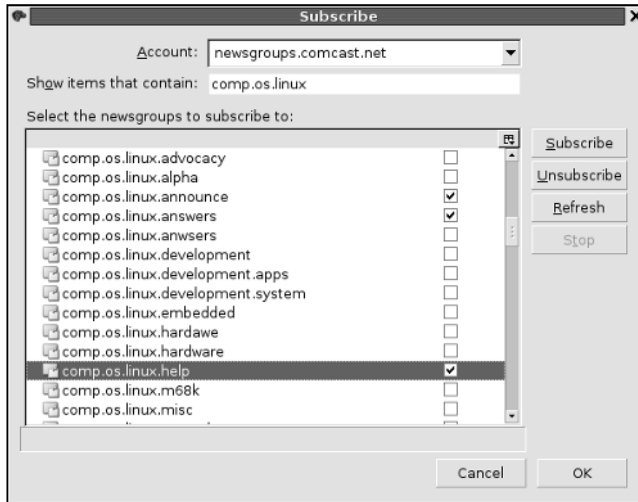 Subscribe
Account: newsgroups.comcast.net
Show items that contain: comp.os.linux
Select the newsgroups to subscribe to:
comp.os.linux.advocacy
comp.os.linux.alpha
comp.os.linux.announce
comp.os.linux.answers
comp.os.linux.anwsers
comp.os.linux.development
comp.os.linux.development.apps
comp.os.linux.development.system
comp.os.linux.embedded
comp.os.linux.hardawe
comp.os.linux.hardware
comp.os.linux.help
comp.os.linux.m68k
comp.os.linux.misc
Subscribe
Unsubscribe
Refresh
Stop
Cancel
OK